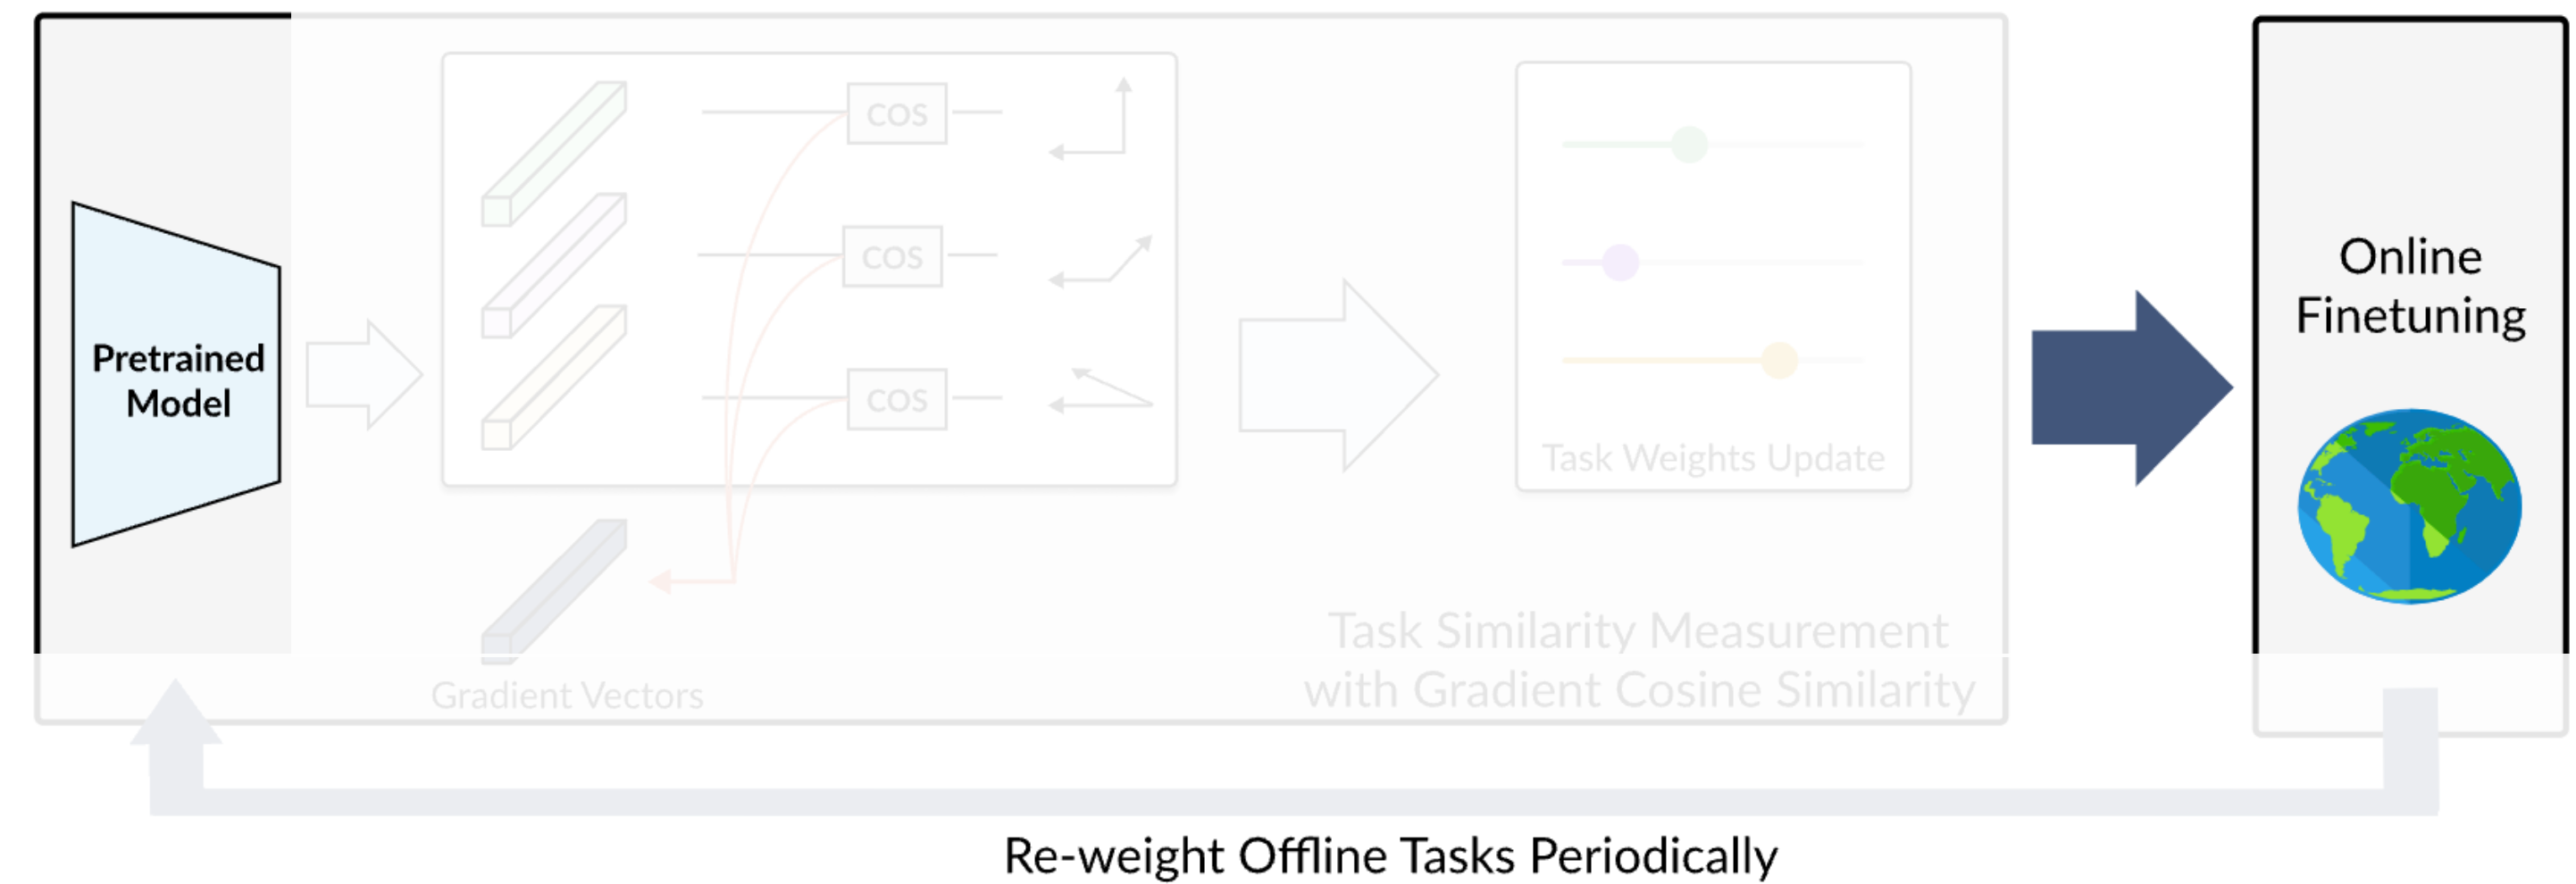 Pretrained
Model
COS
COS
COS
Gradient Vectors
Task Weights Update
Task Similarity Measurement
with Gradient Cosine Similarity
Online
Finetuning
Re-weight Offline Tasks Periodically